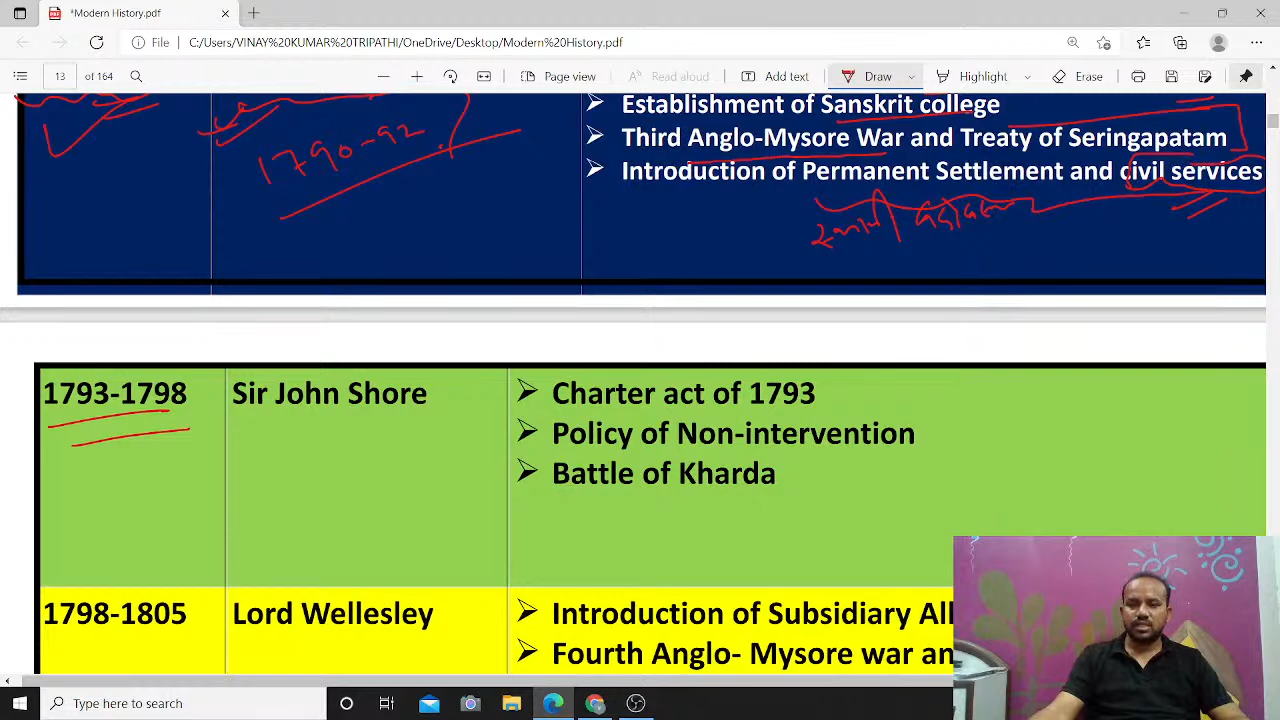 *Modern History.pdf
File
C:/Users/VINAY%20KUMAR%20TRIPATHI/OneDrive/Desktop/Modern%20History.pdf
13 of 164
Page view
Read aloud
Add text
Draw
Highlight
Erase
Establishment of Sanskrit college
Third Anglo-Mysore War and Treaty of Seringapatam
Introduction of Permanent Settlement and civil services
1790-92
1793-1798 Sir John Shore
Charter act of 1793
Policy of Non-intervention
Battle of Kharda
1798-1805 Lord Wellesley
Introduction of Subsidiary All
Fourth Anglo- Mysore war an
Type here to search